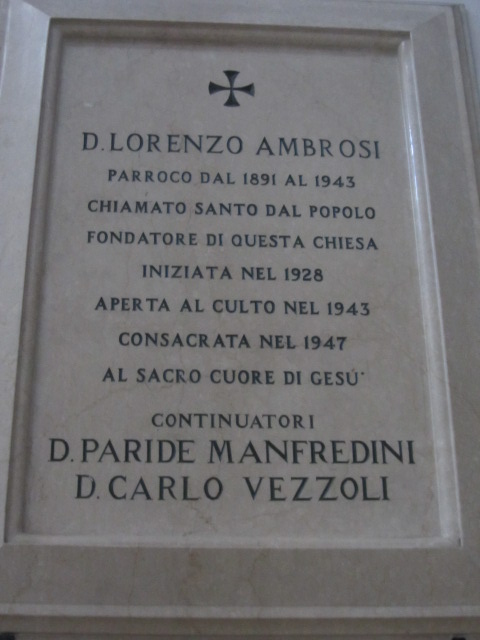 D. LORENZO AMBROSI
PARROCO DAL 1891 AL 1943
CHIAMATO SANTO DAL POPOLO
FONDATORE DI QUESTA CHIESA
INIZIATA NEL 1928
APERTA AL CULTO NEL 1943
CONSACRATA NEL 1947
AL SACRO CUORE DI GESÚ
CONTINUATORI
D. PARIDE MANFREDINI
D. CARLO VEZZOLI